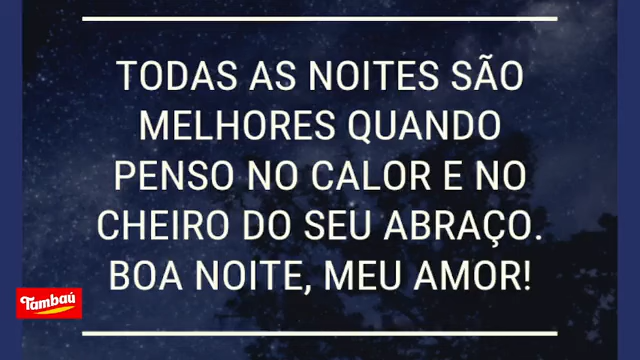 TODAS AS NOITES SÃO
MELHORES QUANDO
PENSO NO CALOR E NO
CHEIRO DO SEU ABRAÇO.
BOA NOITE, MEU AMOR!
Tambaú